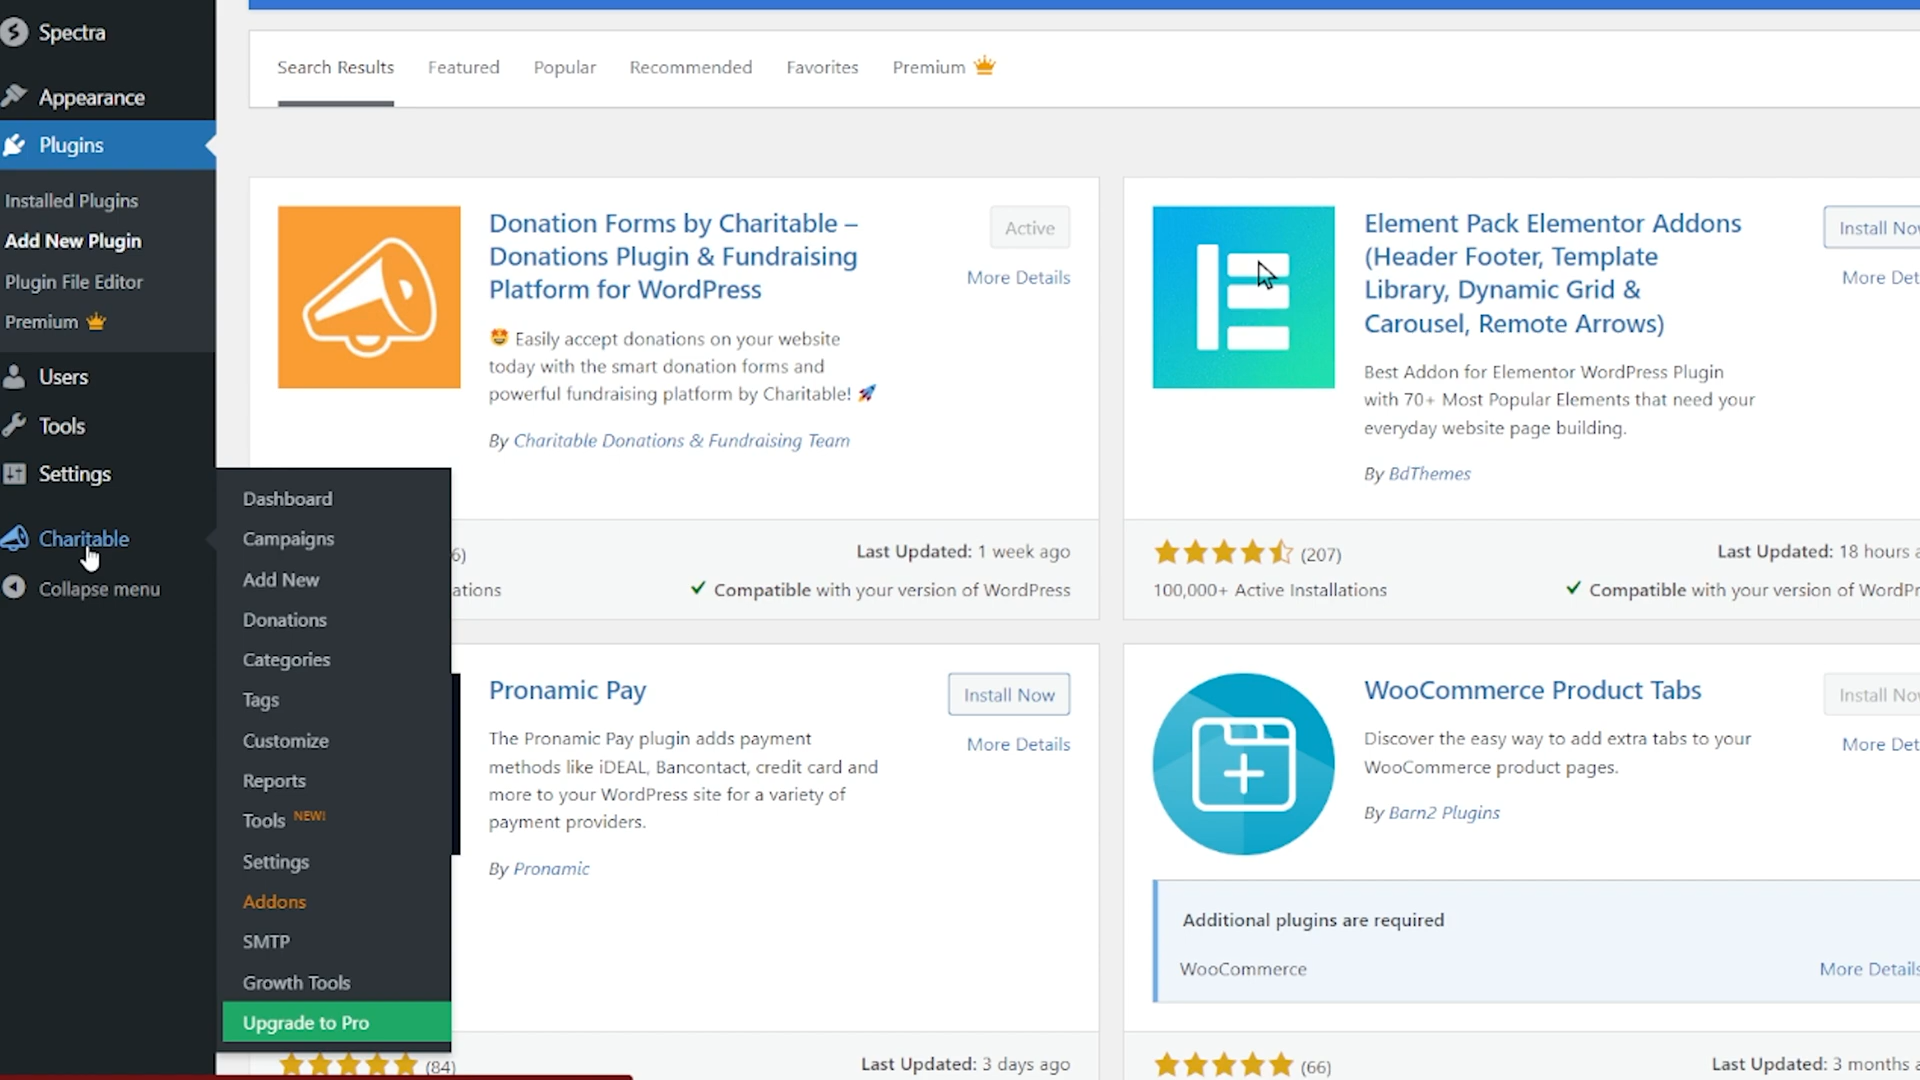 Spectra
Appearance
Plugins
Installed Plugins
Add New Plugin
Plugin File Editor
Premium
Users
Tools
Settings
Charitable
Collapse menu
Dashboard
Campaigns
Add New
Donations
Categories
Tags
Customize
Reports
Tools NEW!
Settings
Addons
SMTP
Growth Tools
Upgrade to Pro
Search Results Featured Popular Recommended Favorites Premium
Donation Forms by Charitable –
Donations Plugin & Fundraising
Platform for WordPress
Active
More Details
🤩 Easily accept donations on your website
today with the smart donation forms and
powerful fundraising platform by Charitable! 🚀
By Charitable Donations & Fundraising Team
6)
Last Updated: 1 week ago
ations
Compatible with your version of WordPress
Element Pack Elementor Addons
(Header Footer, Template
Library, Dynamic Grid &
Carousel, Remote Arrows)
Install Now
More Det
Best Addon for Elementor WordPress Plugin
with 70+ Most Popular Elements that need your
everyday website page building.
By BdThemes
(207)
Last Updated: 18 hours a
100,000+ Active Installations
Compatible with your version of WordPr
Pronamic Pay
Install Now
More Details
The Pronamic Pay plugin adds payment
methods like iDEAL, Bancontact, credit card and
more to your WordPress site for a variety of
payment providers.
By Pronamic
(84)
Last Updated: 3 days ago
WooCommerce Product Tabs
Install Now
More Det
Discover the easy way to add extra tabs to your
WooCommerce product pages.
By Barn2 Plugins
Additional plugins are required
WooCommerce
More Details
(66)
Last Updated: 3 months a